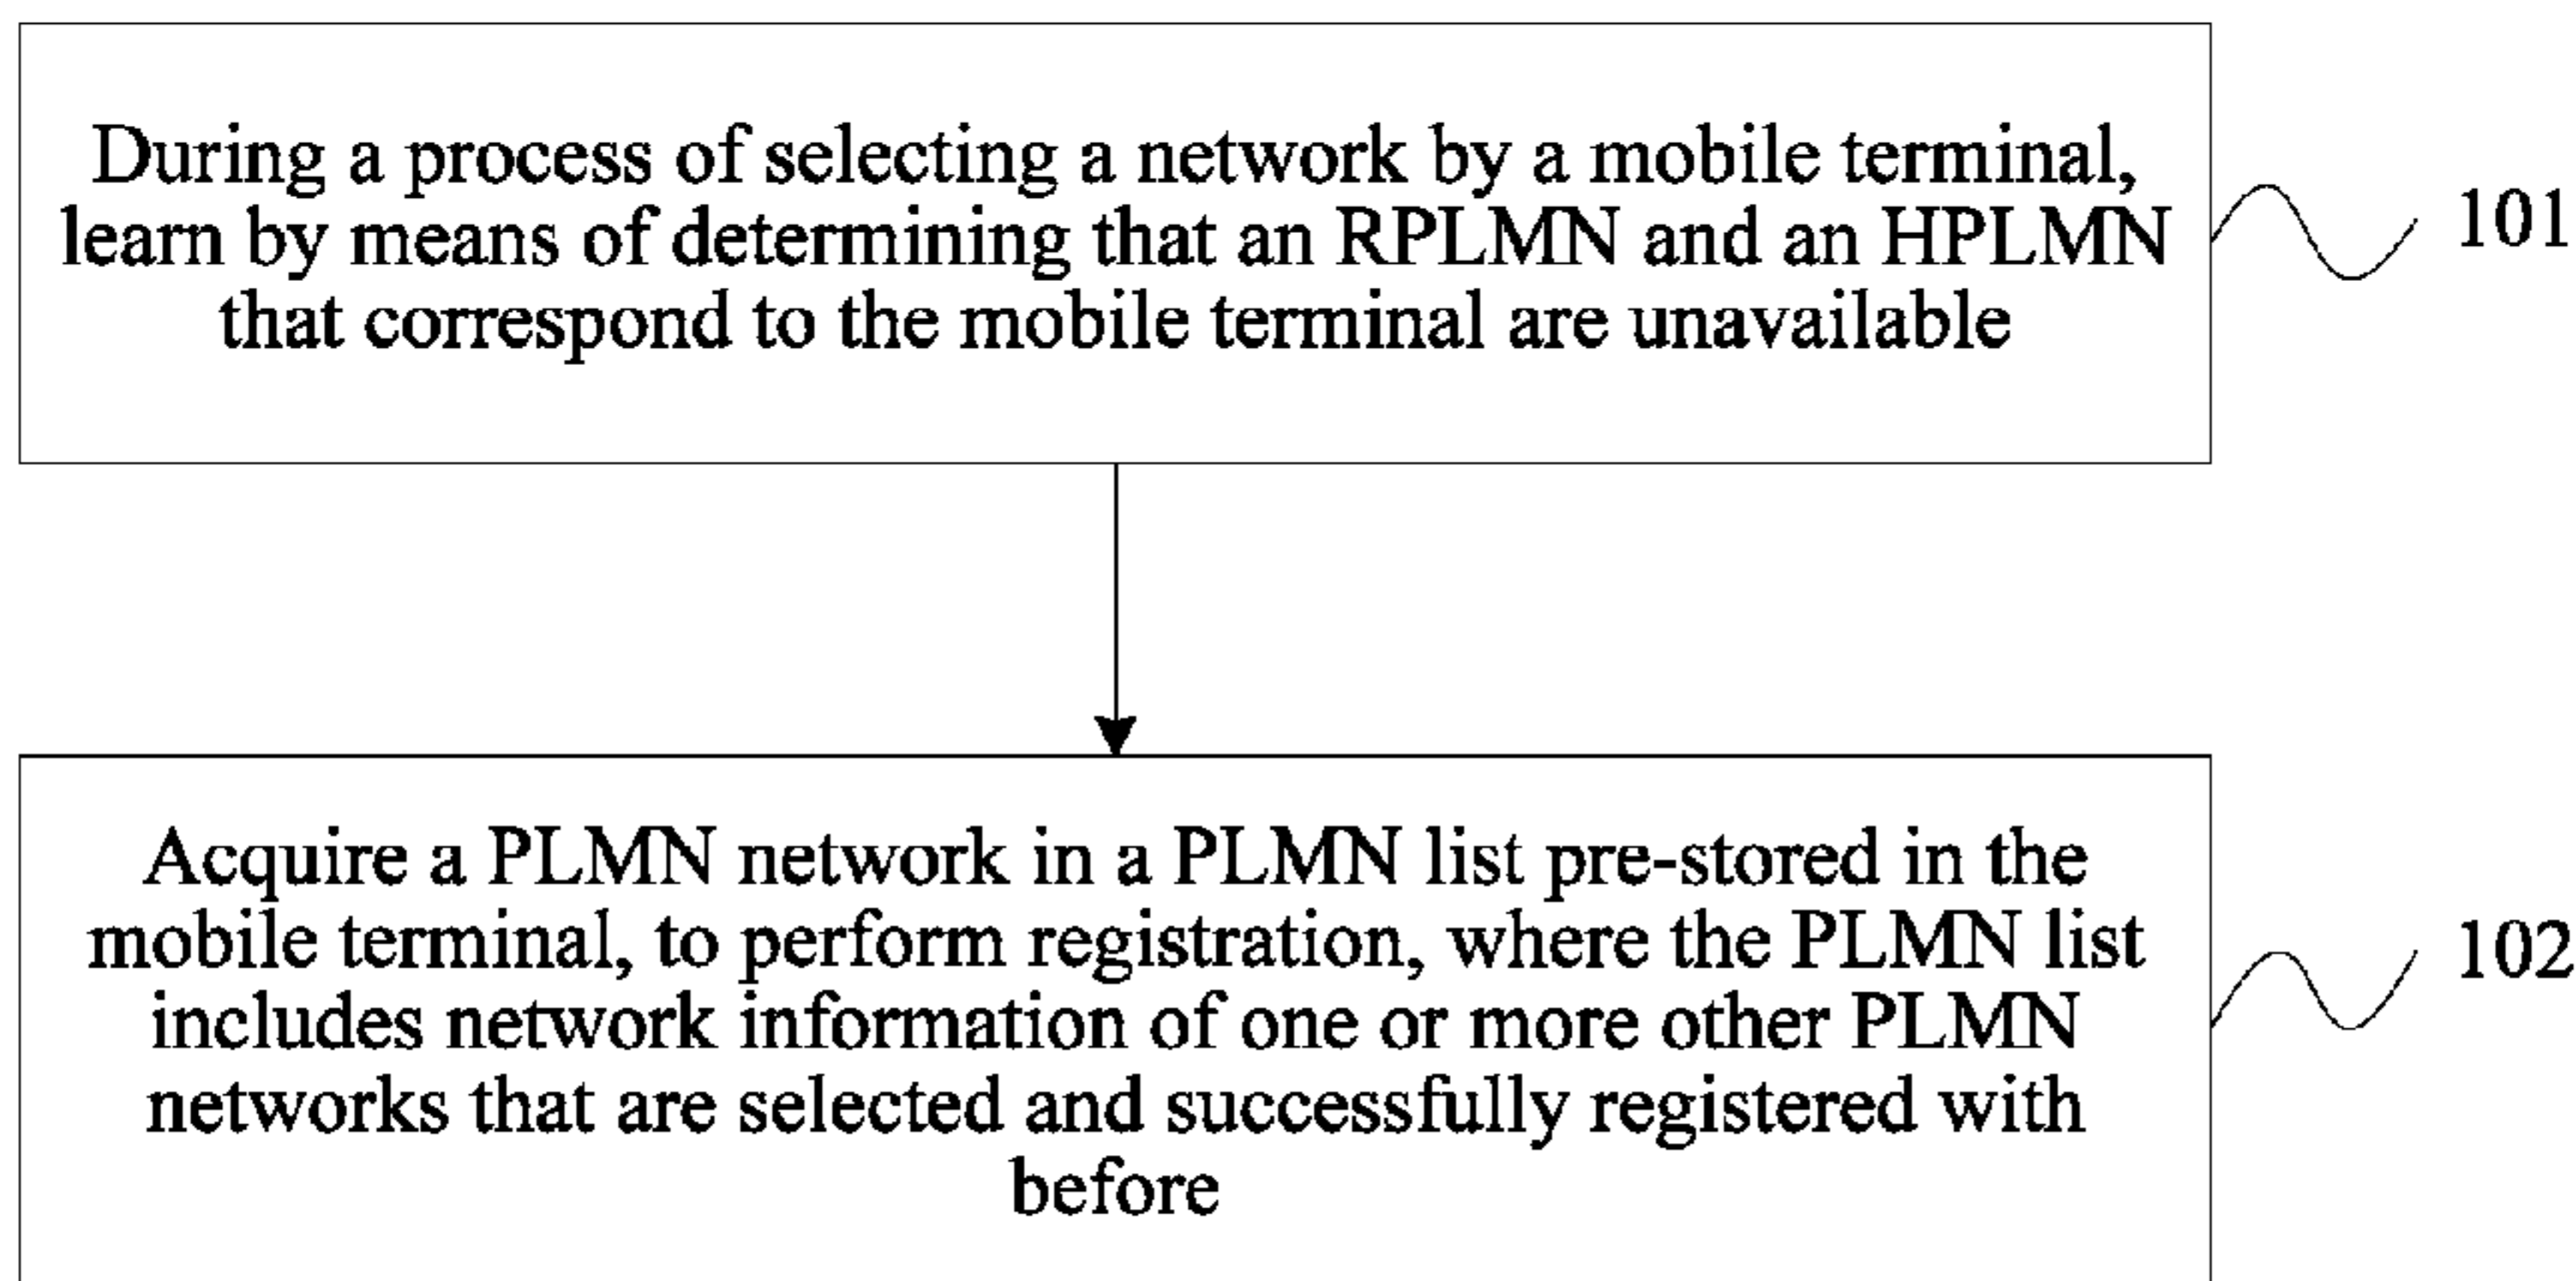 During a process of selecting a network by a mobile terminal,
learn by means of determining that an RPLMN and an HPLMN
that correspond to the mobile terminal are unavailable
101
Acquire a PLMN network in a PLMN list pre-stored in the
mobile terminal, to perform registration, where the PLMN list
includes network information of one or more other PLMN
networks that are selected and successfully registered with
before
102